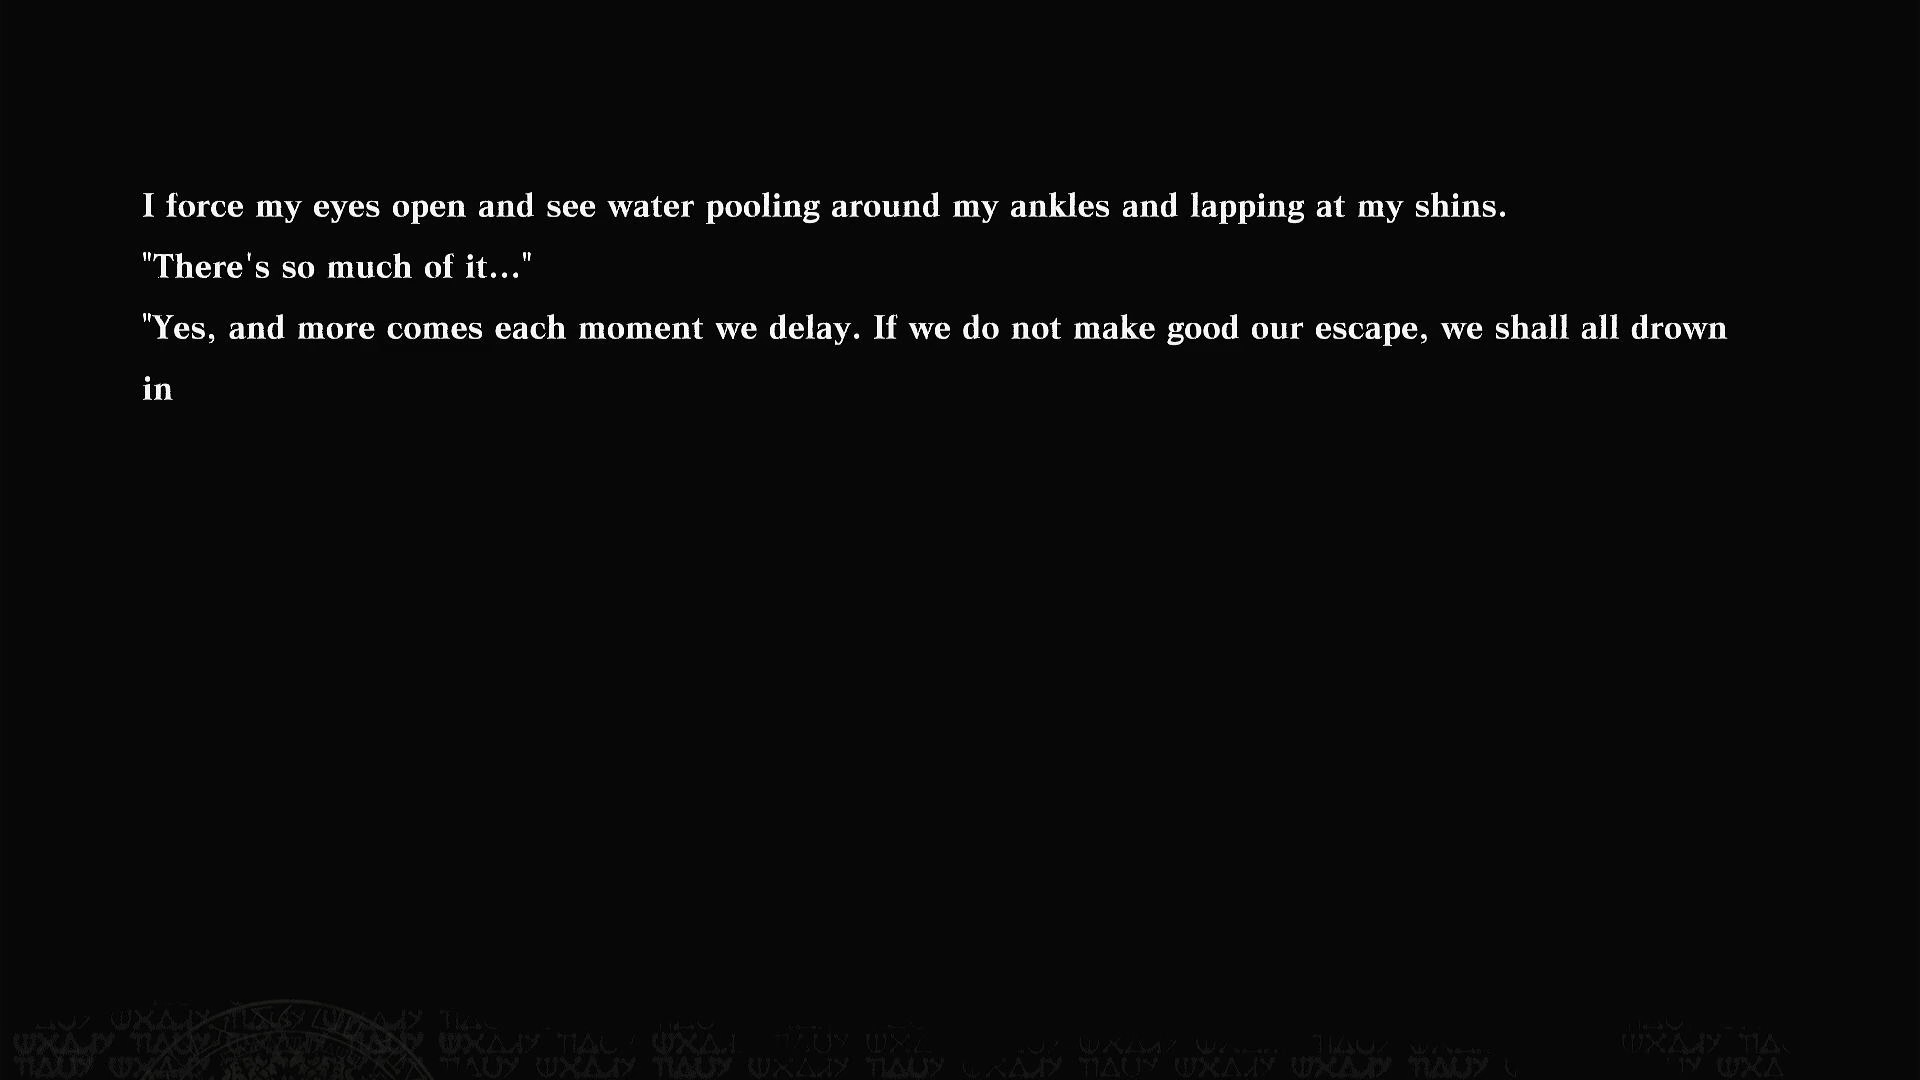 I force my eyes open and see water pooling around my ankles and lapping at my shins.
"There's so much of it..."
"Yes, and more comes each moment we delay. If we do not make good our escape, we shall all drown
in